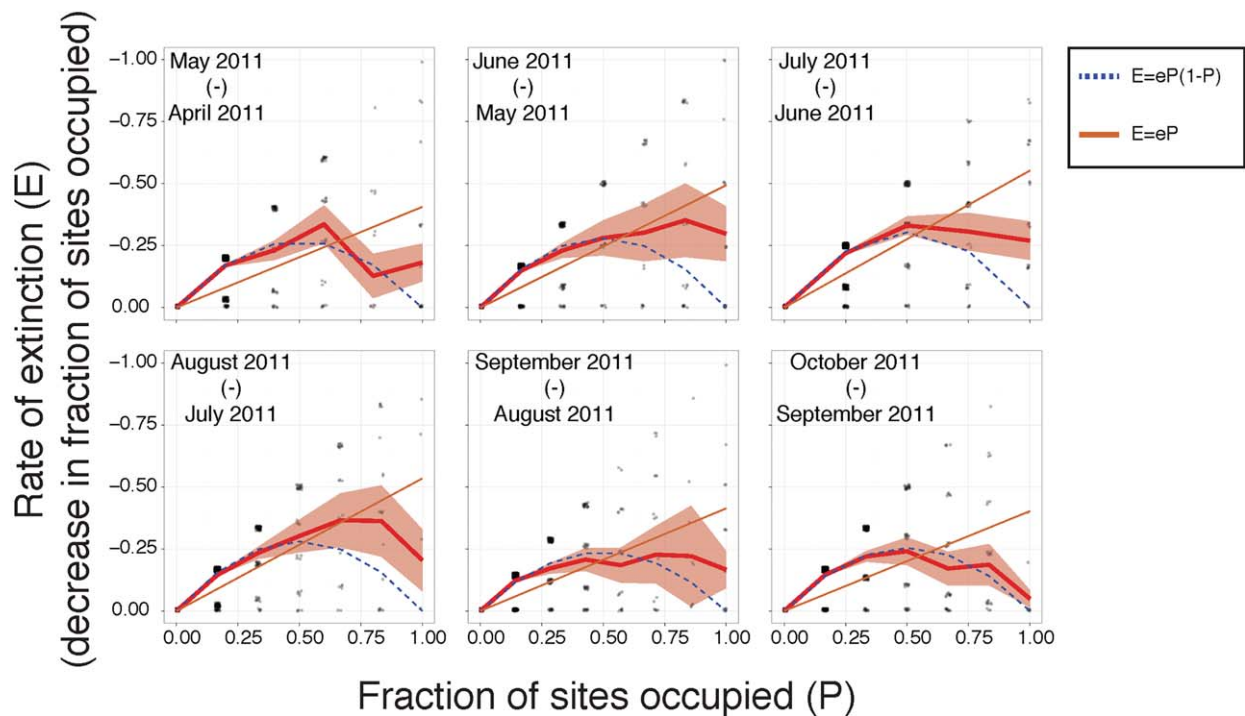 Rate of extinction (E)
(decrease in fraction of sites occupied)
-1.00
-0.75
-0.50
-0.25
0.00
May 2011
(-)
April 2011
June 2011
(-)
May 2011
July 2011
(-)
June 2011
E=eP(1-P)
E=eP
-1.00
-0.75
-0.50
-0.25
0.00
August 2011
(-)
July 2011
September 2011
(-)
August 2011
October 2011
(-)
September 2011
0.00 0.25 0.50 0.75 1.00
0.00 0.25 0.50 0.75 1.00
0.00 0.25 0.50 0.75 1.00
Fraction of sites occupied (P)